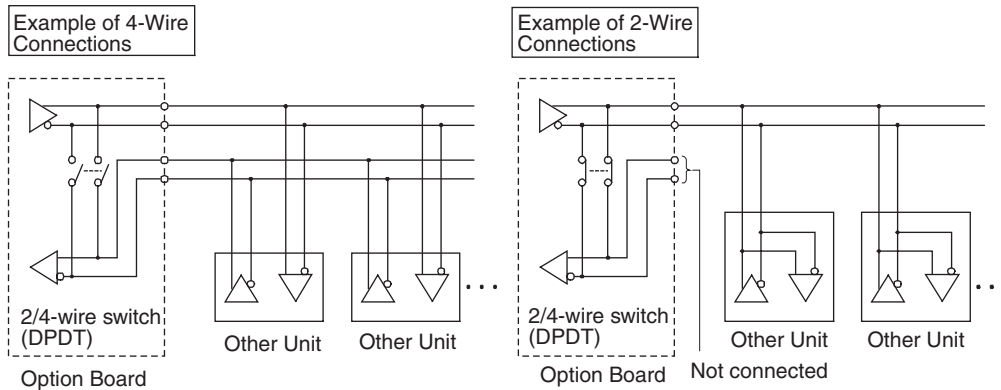 Example of 4-Wire
Connections
2/4-wire switch
(DPDT)
Option Board
Other Unit
Other Unit
Example of 2-Wire
Connections
2/4-wire switch
(DPDT)
Option Board
Not connected
Other Unit
Other Unit